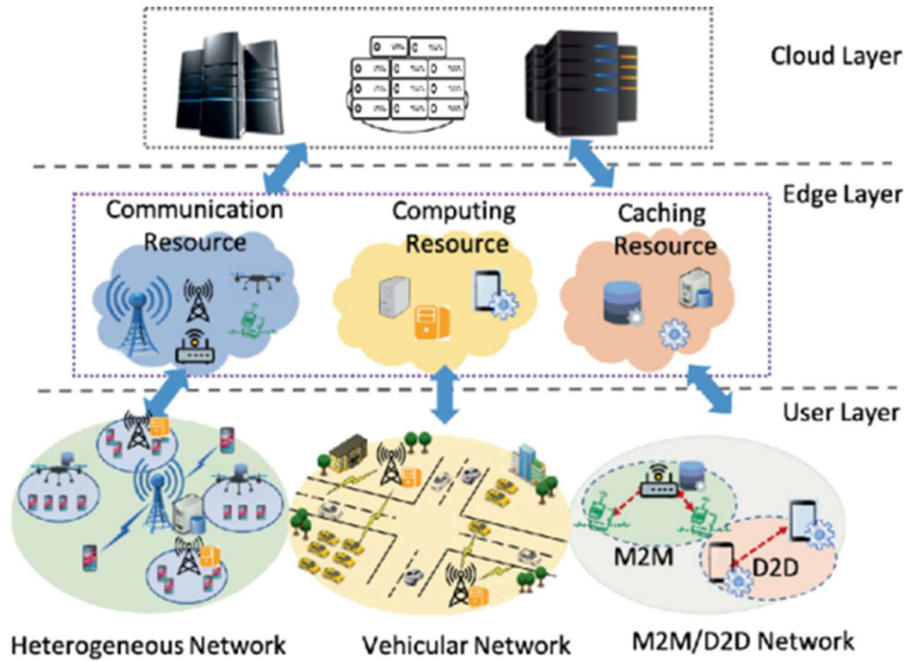 Cloud Layer
Edge Layer
Communication
Resource
Computing
Resource
Caching
Resource
User Layer
M2M
D2D
Heterogeneous Network
Vehicular Network
M2M/D2D Network